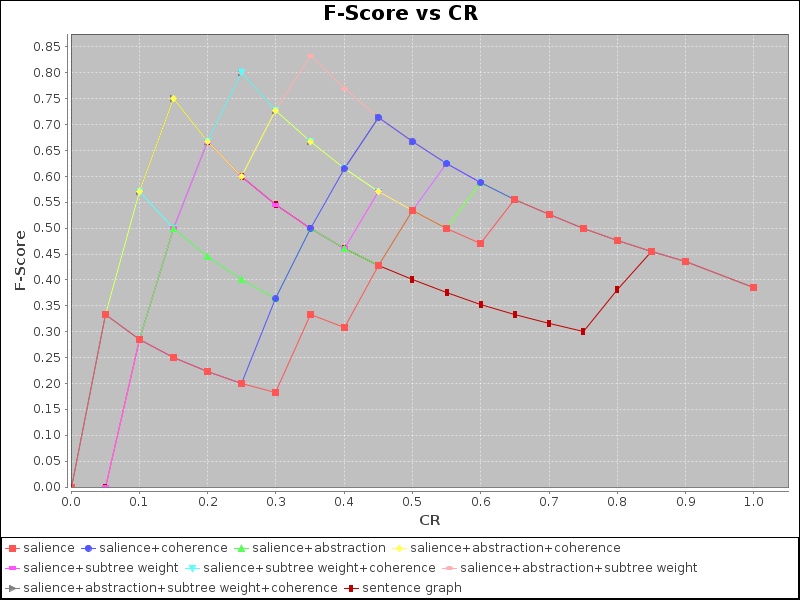 F-Score vs CR
0.85
0.80
0.75
0.70
0.65
0.60
0.55
0.50
0.45
0.40
0.35
0.30
0.25
0.20
0.15
0.10
0.05
0.00
F-Score
0.0 0.1 0.2 0.3 0.4 0.5 0.6 0.7 0.8 0.9 1.0
CR
salience salience+coherence salience+abstraction salience+abstraction+coherence
salience+subtree weight salience+subtree weight+coherence salience+abstraction+subtree weight
salience+abstraction+subtree weight+coherence sentence graph